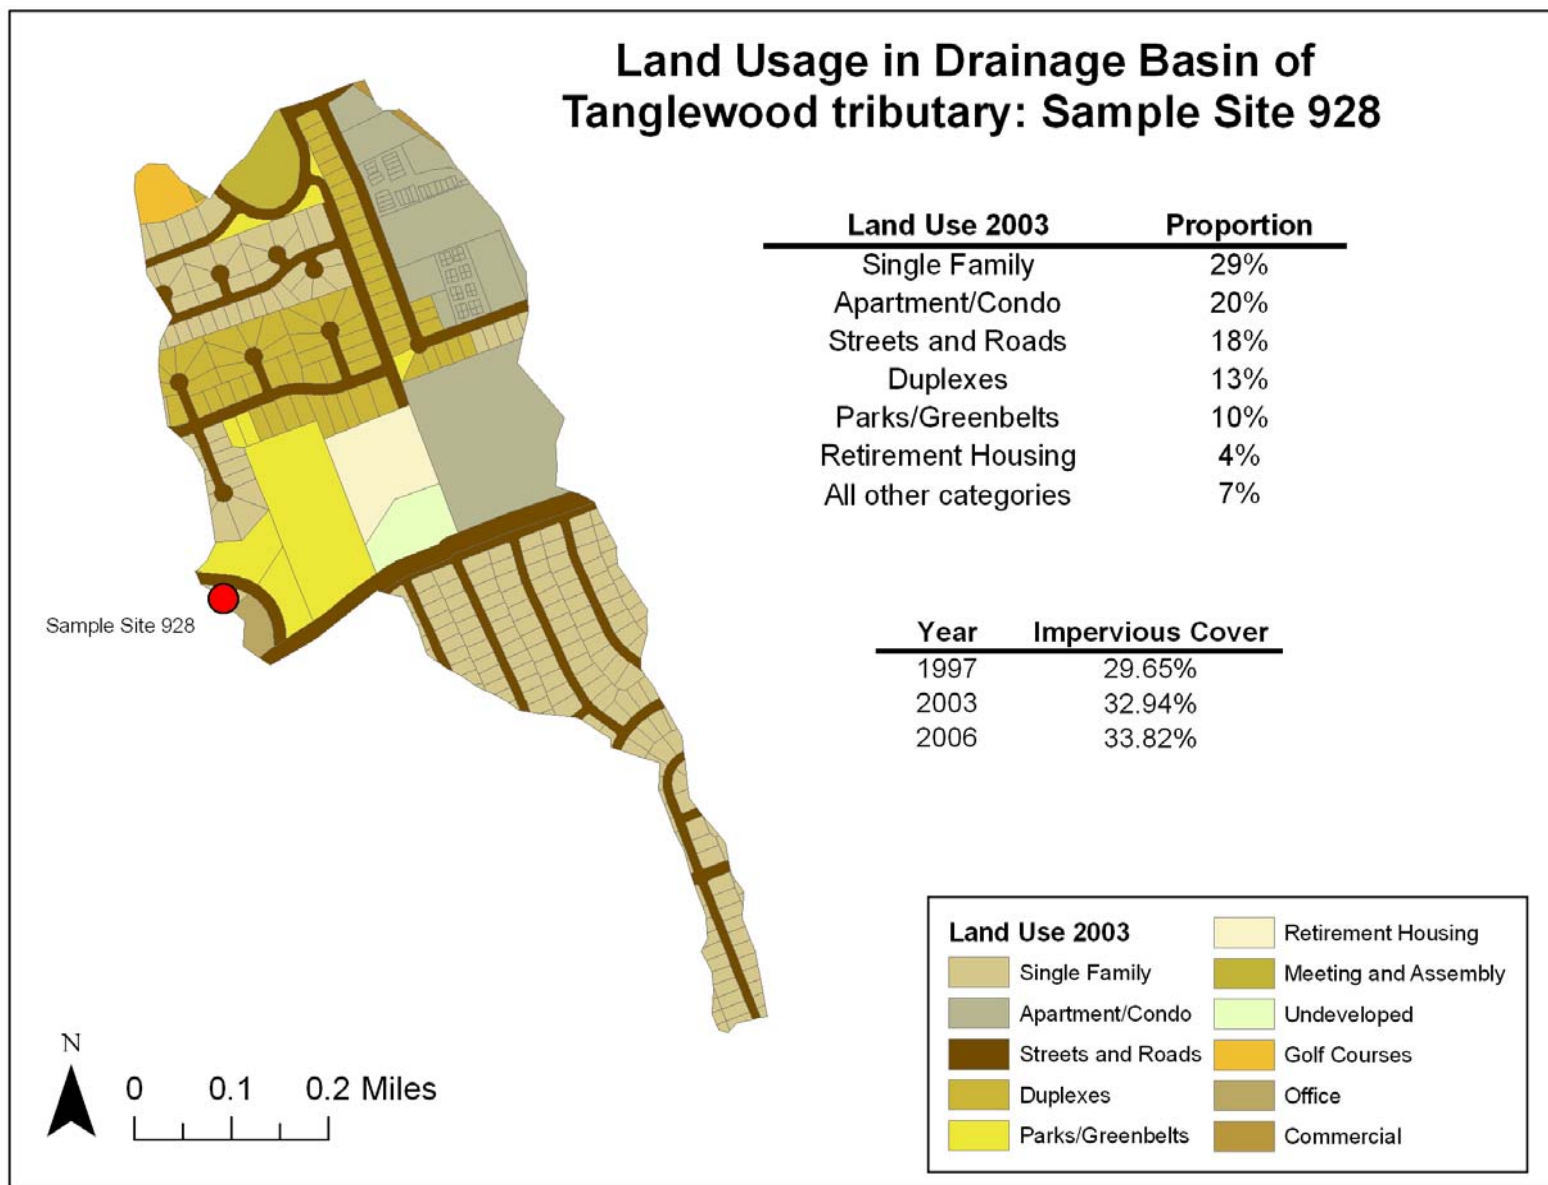 Land Usage in Drainage Basin of
Tanglewood tributary: Sample Site 928
Land Use 2003 Proportion
Single Family 29%
Apartment/Condo 20%
Streets and Roads 18%
Duplexes 13%
Parks/Greenbelts 10%
Retirement Housing 4%
All other categories 7%
Sample Site 928
Year Impervious Cover
1997 29.65%
2003 32.94%
2006 33.82%
Land Use 2003
Single Family
Apartment/Condo
Streets and Roads
Duplexes
Parks/Greenbelts
Retirement Housing
Meeting and Assembly
Undeveloped
Golf Courses
Office
Commercial
N
0 0.1 0.2 Miles